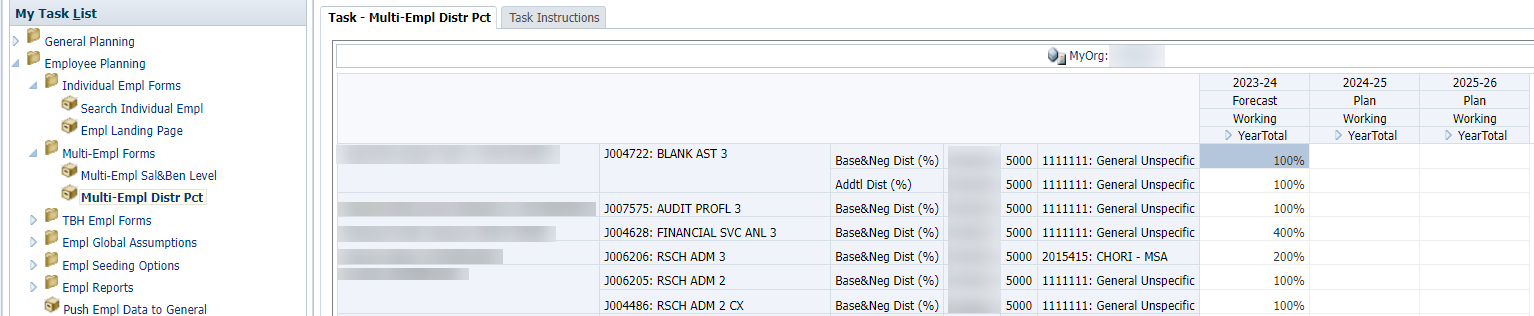 My Task List
General Planning
Employee Planning
Individual Empl Forms
Search Individual Empl
Empl Landing Page
Multi-Empl Forms
Multi-Empl Sal&Ben Level
Multi-Empl Distr Pct
TBH Empl Forms
Empl Global Assumptions
Empl Seeding Options
Empl Reports
Push Empl Data to General
Task - Multi-Empl Distr Pct Task Instructions
MyOrg:
2023-24 2024-25 2025-26
Forecast Plan Plan
Working Working Working
YearTotal YearTotal YearTotal
J004722: BLANK AST 3 Base&Neg Dist (%) 5000 1111111: General Unspecific 100%
Addtl Dist (%) 5000 1111111: General Unspecific 100%
J007575: AUDIT PROFL 3 Base&Neg Dist (%) 5000 1111111: General Unspecific 100%
J004628: FINANCIAL SVC ANL 3 Base&Neg Dist (%) 5000 1111111: General Unspecific 400%
J006206: RSCH ADM 3 Base&Neg Dist (%) 5000 2015415: CHORI - MSA 200%
J006205: RSCH ADM 2 Base&Neg Dist (%) 5000 1111111: General Unspecific 100%
J004486: RSCH ADM 2 CX Base&Neg Dist (%) 5000 1111111: General Unspecific 100%